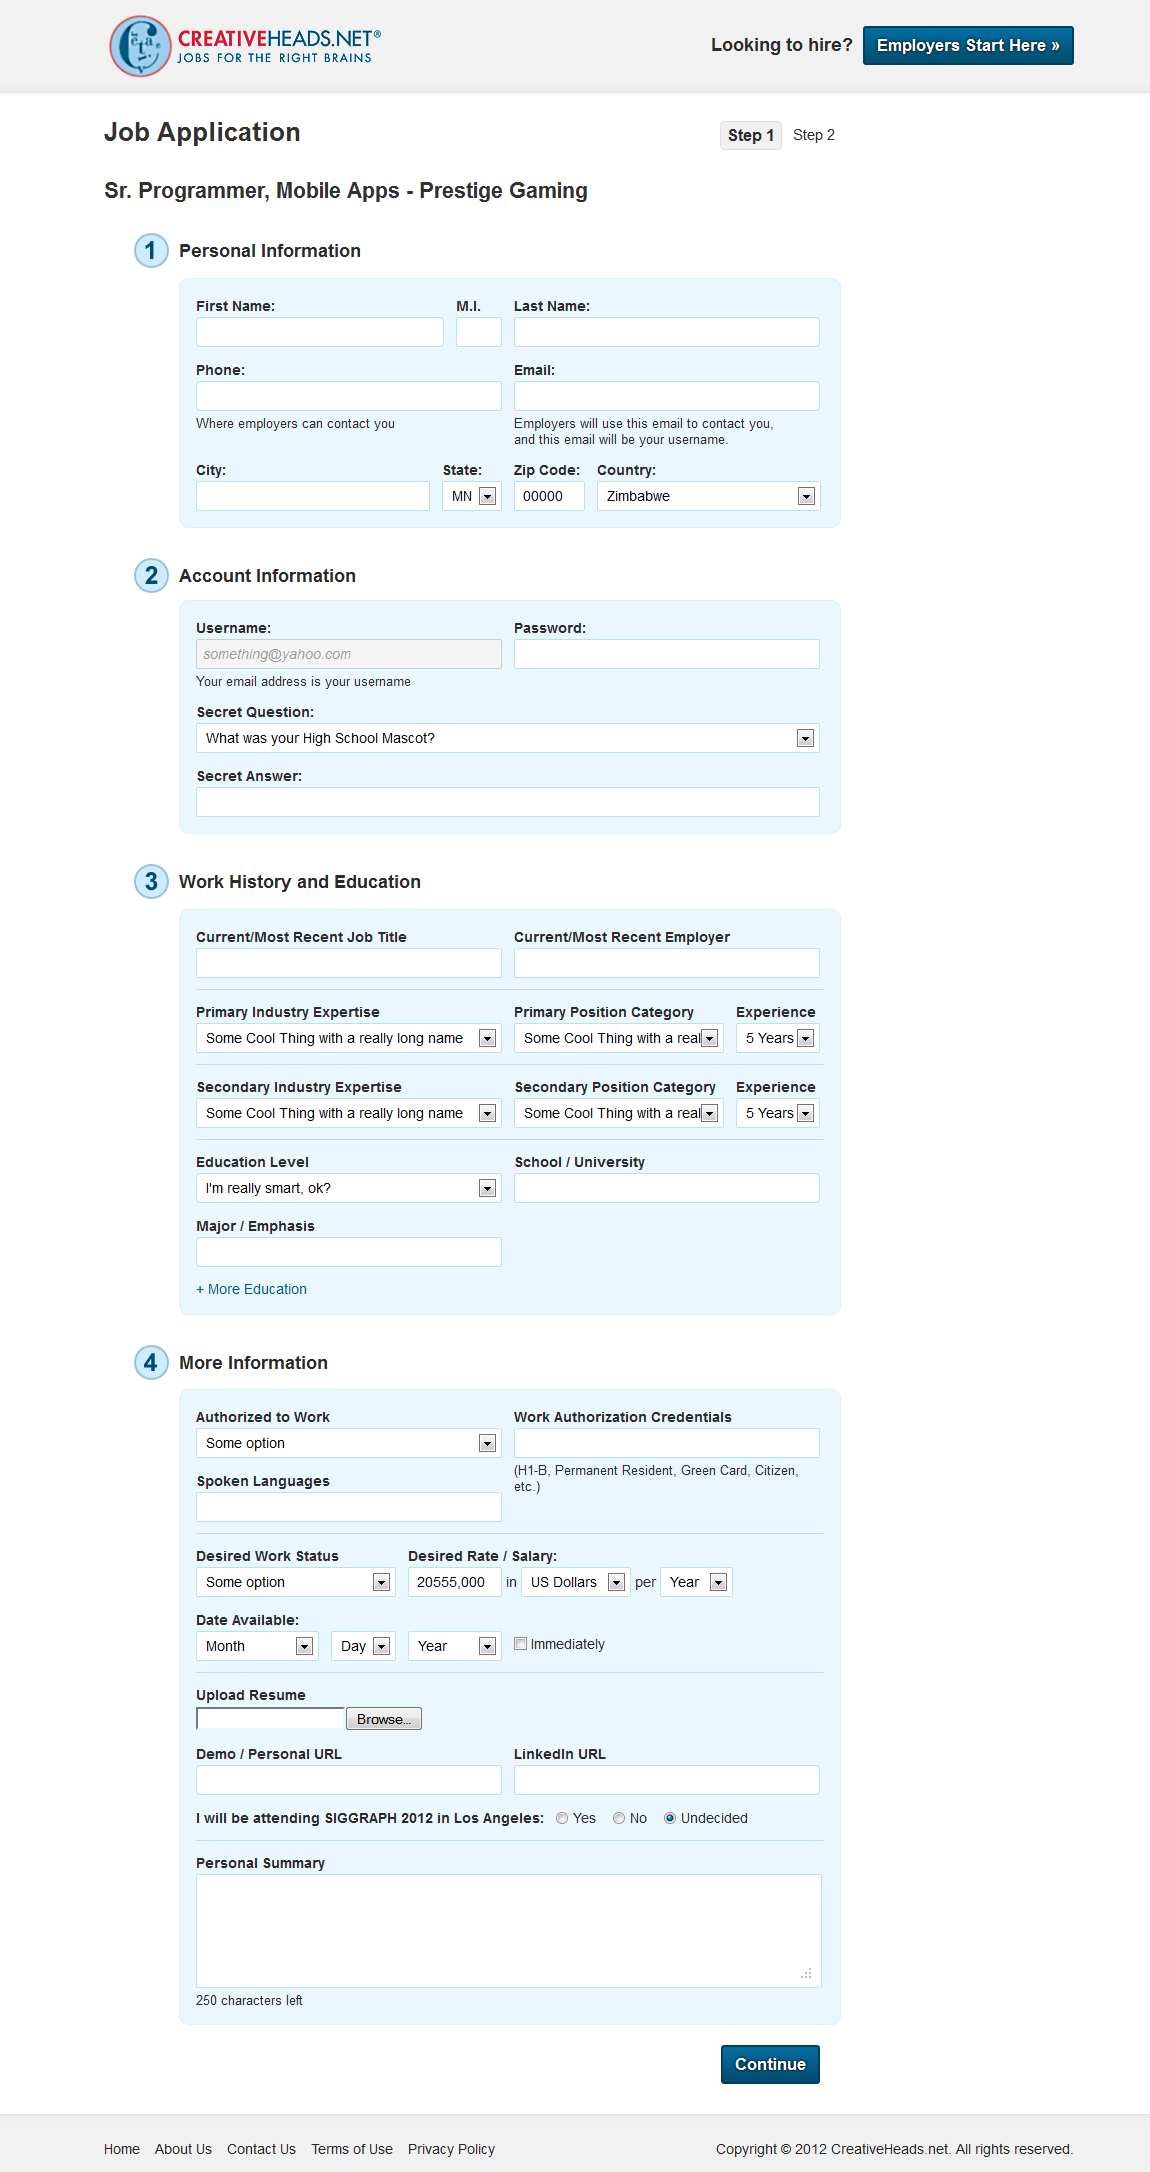 CREATIVEHEADS.NET®
JOBS FOR THE RIGHT BRAINS
Looking to hire? Employers Start Here »
Job Application
Step 1 Step 2
Sr. Programmer, Mobile Apps - Prestige Gaming
1 Personal Information
First Name: M.I. Last Name:
Phone: Email:
Where employers can contact you
Employers will use this email to contact you,
and this email will be your username.
City: State: Zip Code: Country:
MN 00000 Zimbabwe
2 Account Information
Username: Password:
something@yahoo.com
Your email address is your username
Secret Question:
What was your High School Mascot?
Secret Answer:
3 Work History and Education
Current/Most Recent Job Title Current/Most Recent Employer
Primary Industry Expertise Primary Position Category Experience
Some Cool Thing with a really long name Some Cool Thing with a real 5 Years
Secondary Industry Expertise Secondary Position Category Experience
Some Cool Thing with a really long name Some Cool Thing with a real 5 Years
Education Level School / University
I'm really smart, ok?
Major / Emphasis
+ More Education
4 More Information
Authorized to Work Work Authorization Credentials
Some option
(H1-B, Permanent Resident, Green Card, Citizen,
etc.)
Spoken Languages
Desired Work Status Desired Rate / Salary:
Some option 20555,000 in US Dollars per Year
Date Available:
Month Day Year Immediately
Upload Resume
Browse...
Demo / Personal URL LinkedIn URL
I will be attending SIGGRAPH 2012 in Los Angeles: Yes No Undecided
Personal Summary
250 characters left
Continue
Home About Us Contact Us Terms of Use Privacy Policy Copyright © 2012 CreativeHeads.net. All rights reserved.